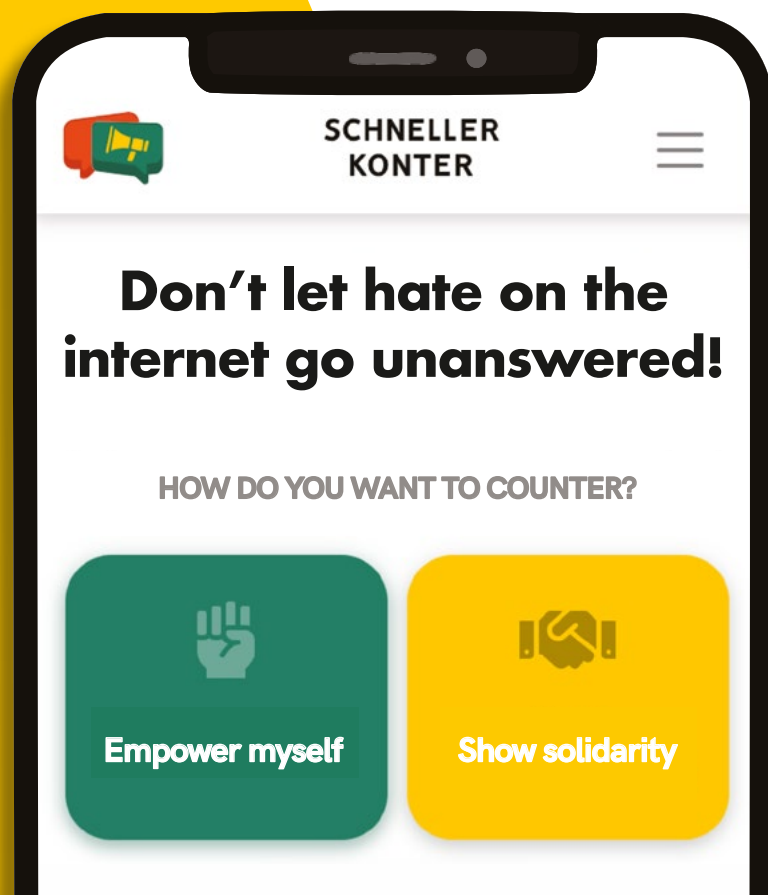 SCHNELLER
KONTER
Don’t let hate on the
internet go unanswered!
HOW DO YOU WANT TO COUNTER?
Empower myself
Show solidarity